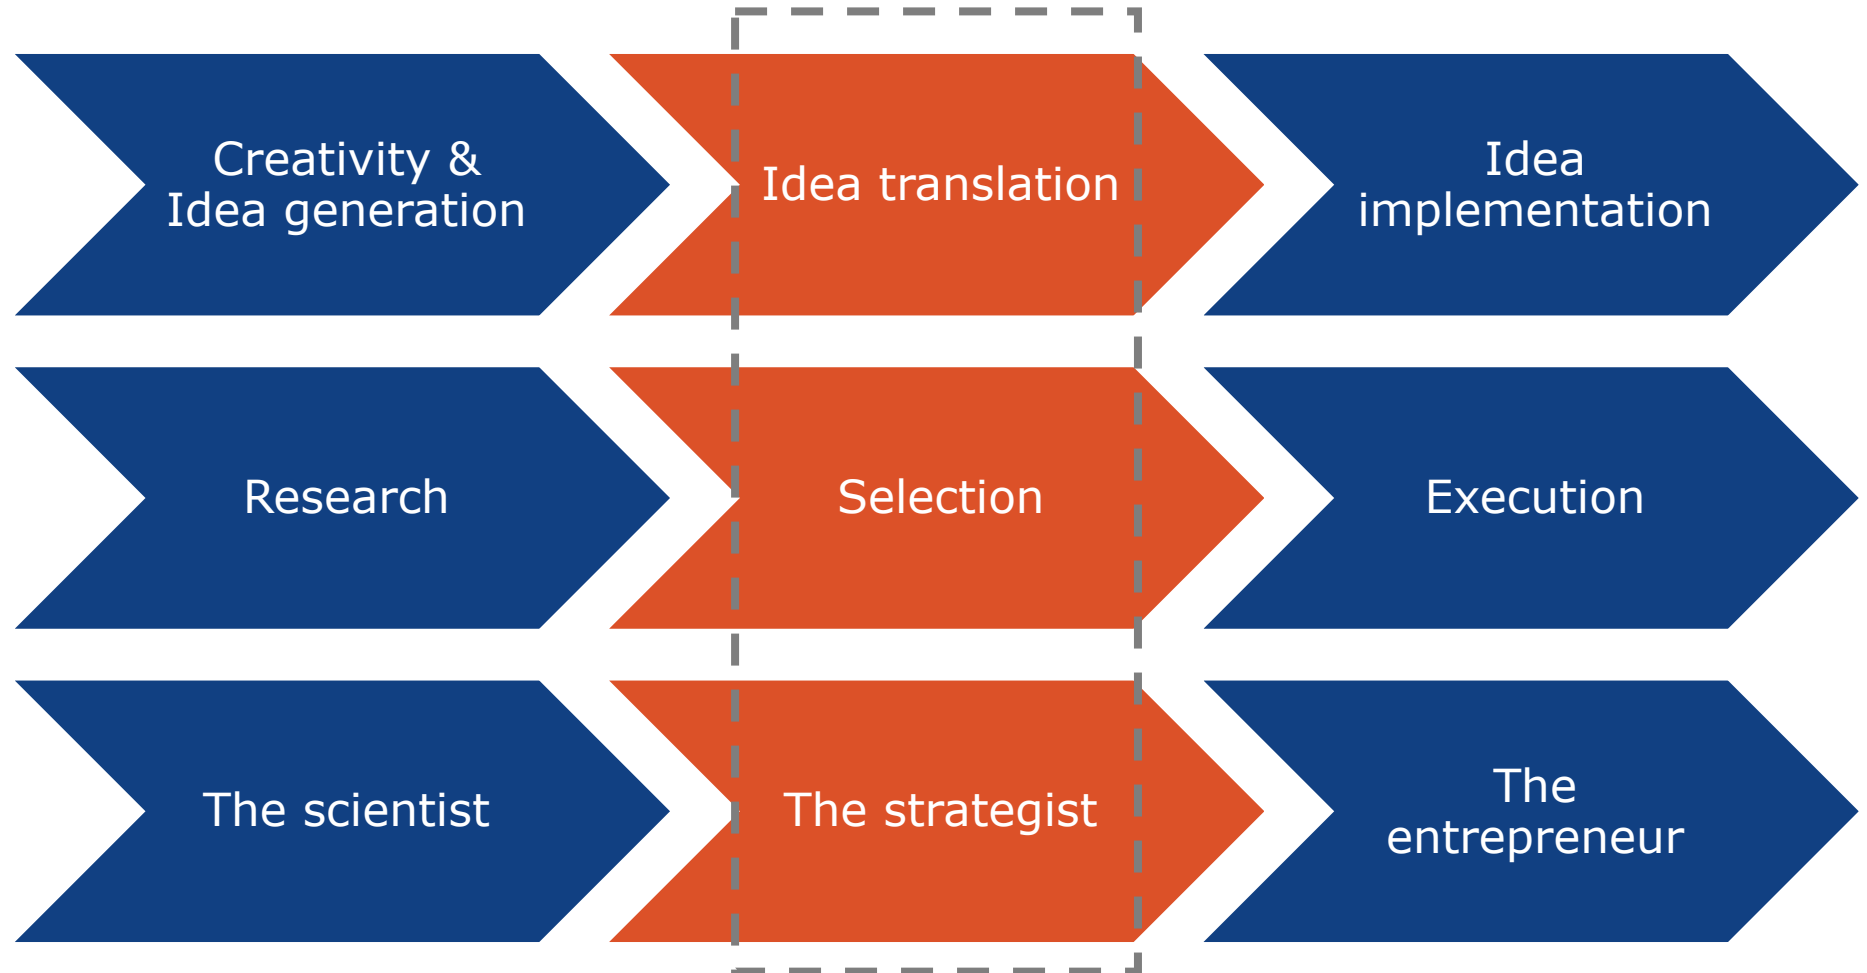 Creativity &
Idea generation
Idea translation
Idea
implementation
Research
Selection
Execution
The scientist
The strategist
The
entrepreneur